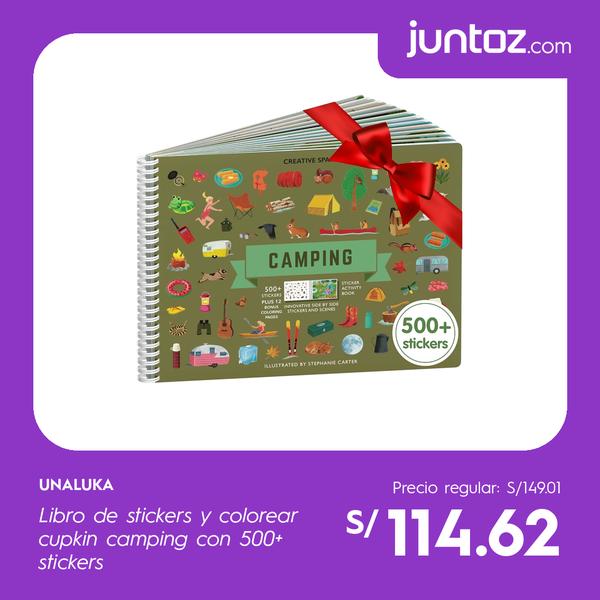 juntoz.com
CREATIVE
CAMPING
500+
STICKERS
PLUS 12
BONUS
COLORING
PAGES
INNOVATIVE SIDE BY SIDE
STICKERS AND SCENES
STICKER
ACTIVITY
BOOK
500+
stickers
ILLUSTRATED BY STEPHANIE CARTER
UNALUKA
Libro de stickers y colorear
cupkin camping con 500+
stickers
Precio regular: S/149.01
S/114.62